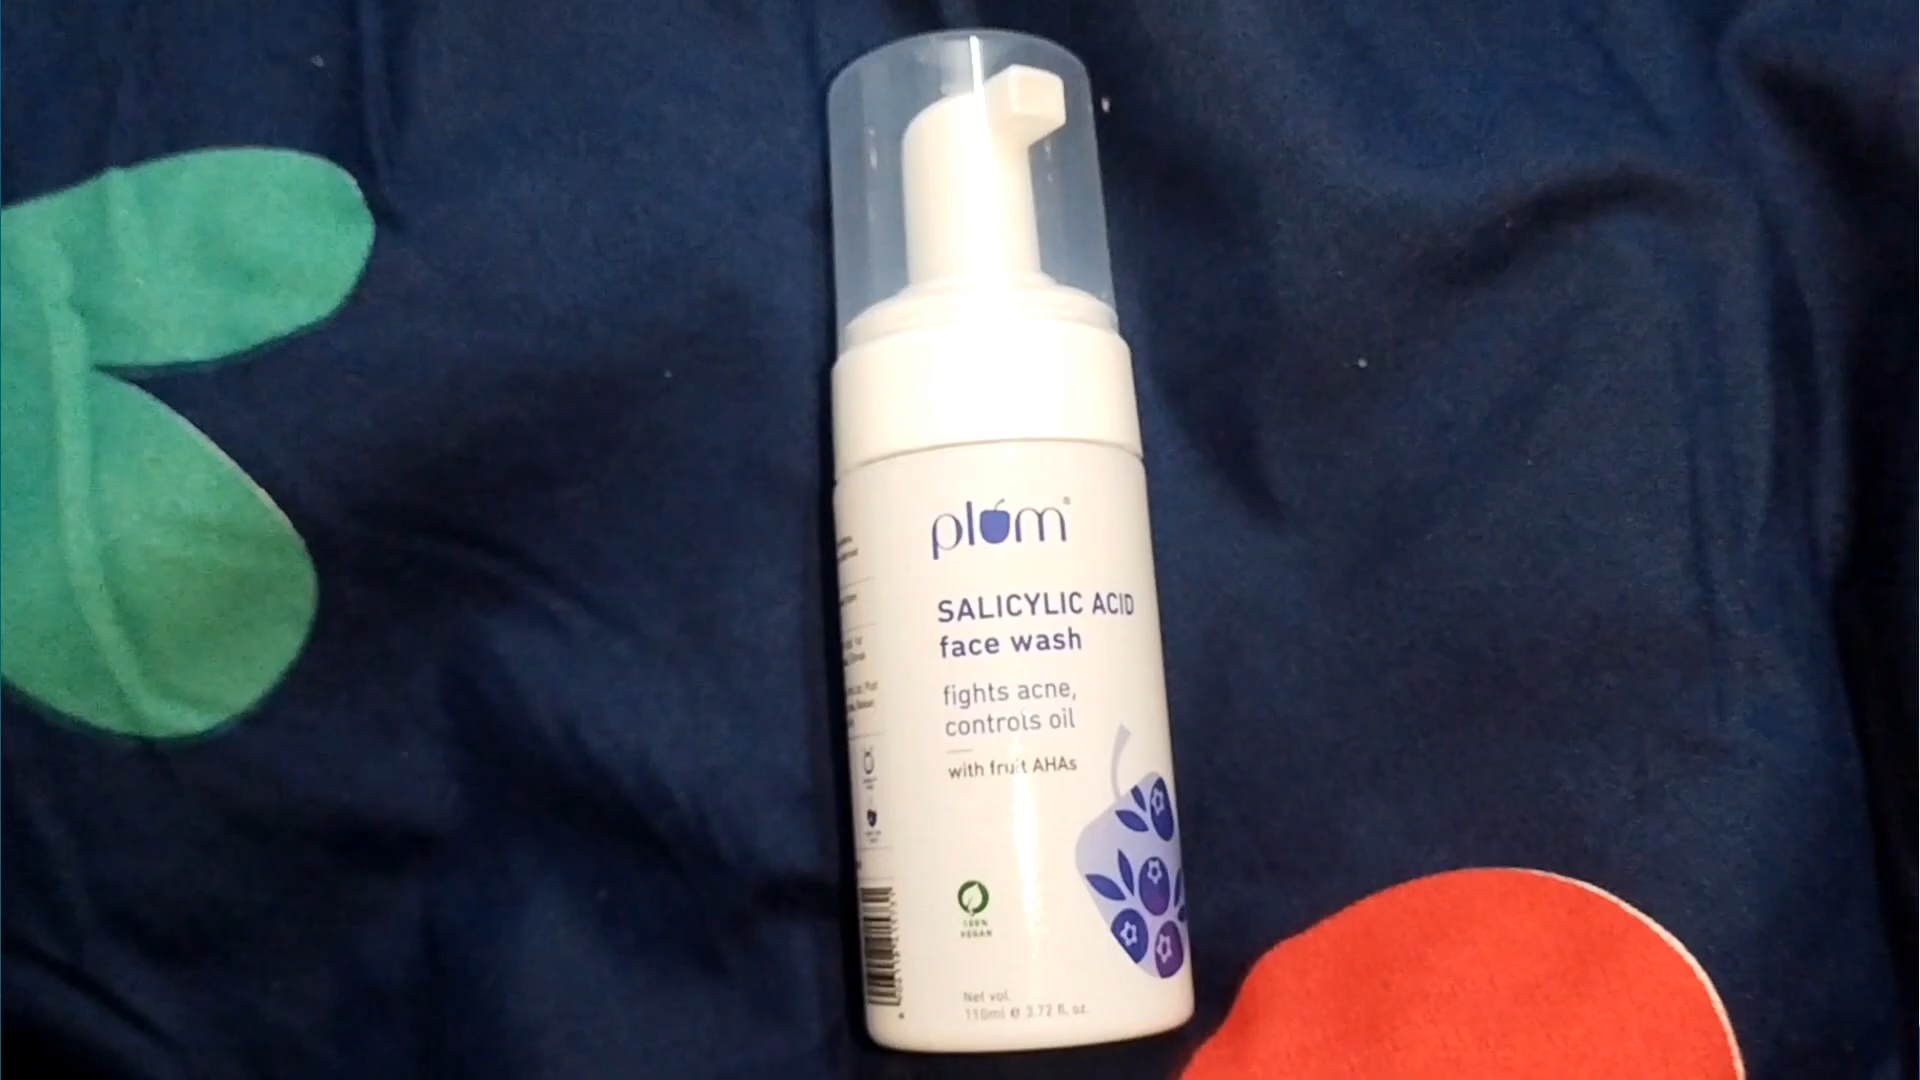 plum®
SALICYLIC ACID
face wash
fights acne,
controls oil
with fruit AHAs
100%
VEGAN
Net vol.
110ml e 3.72 fl. oz.